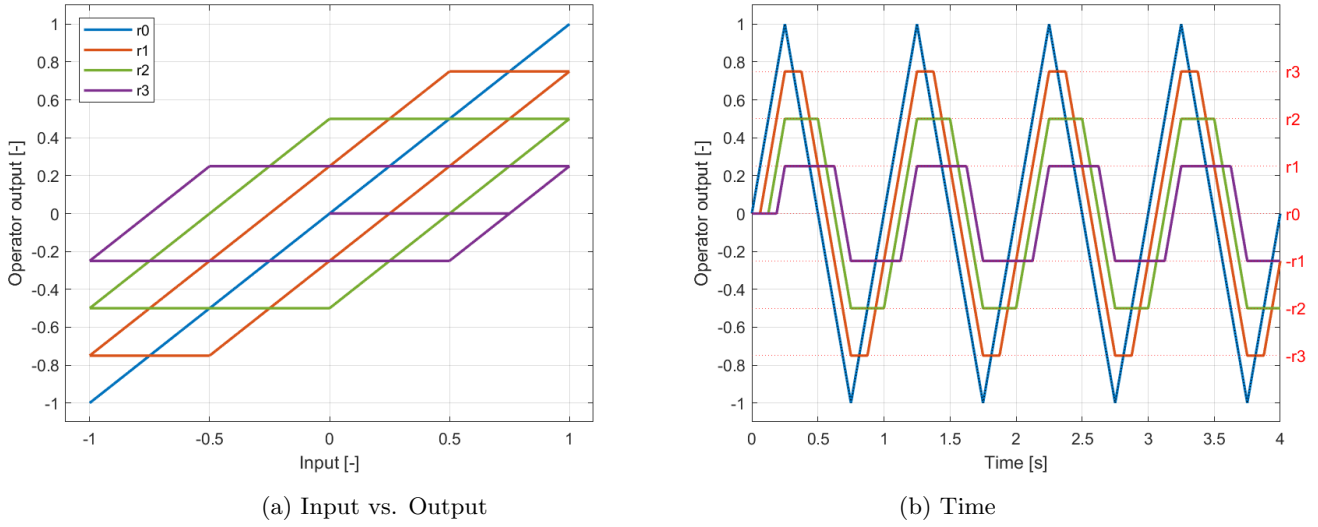 1
0.8
0.6
0.4
0.2
0
-0.2
-0.4
-0.6
-0.8
-1
Operator output [-]
r0
r1
r2
r3
-1
-0.5
0
0.5
1
Input [-]
(a) Input vs. Output
1
0.8
0.6
0.4
0.2
0
-0.2
-0.4
-0.6
-0.8
-1
Operator output [-]
r3
r2
r1
r0
-r1
-r2
-r3
0
0.5
1
1.5
2
2.5
3
3.5
4
Time [s]
(b) Time